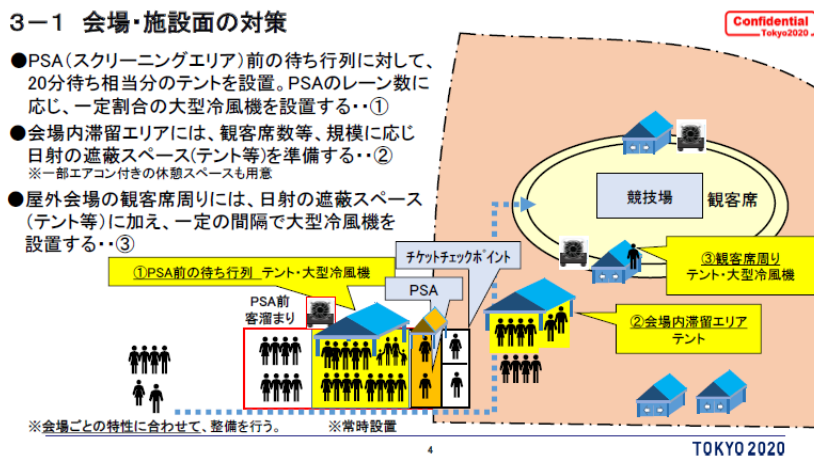 3－1 会場・施設面の対策
Confidential
Tokyo2020
●PSA（スクリーニングエリア）前の待ち行列に対して、
20分待ち相当分のテントを設置。PSAのレーン数に
応じ、一定割合の大型冷風機を設置する・・①
●会場内滞留エリアには、観客席数等、規模に応じ
日射の遮蔽スペース（テント等）を準備する・・②
※一部エアコン付きの休憩スペースも用意
●屋外会場の観客席周りには、日射の遮蔽スペース
（テント等）に加え、一定の間隔で大型冷風機を
設置する・・③
競技場
観客席
チケットチェックポイント
①PSA前の待ち行列 テント・大型冷風機
③観客席周り
テント・大型冷風機
PSA
PSA前
客溜まり
②会場内滞留エリア
テント
※会場ごとの特性に合わせて、整備を行う。
※常時設置
4
TOKYO 2020